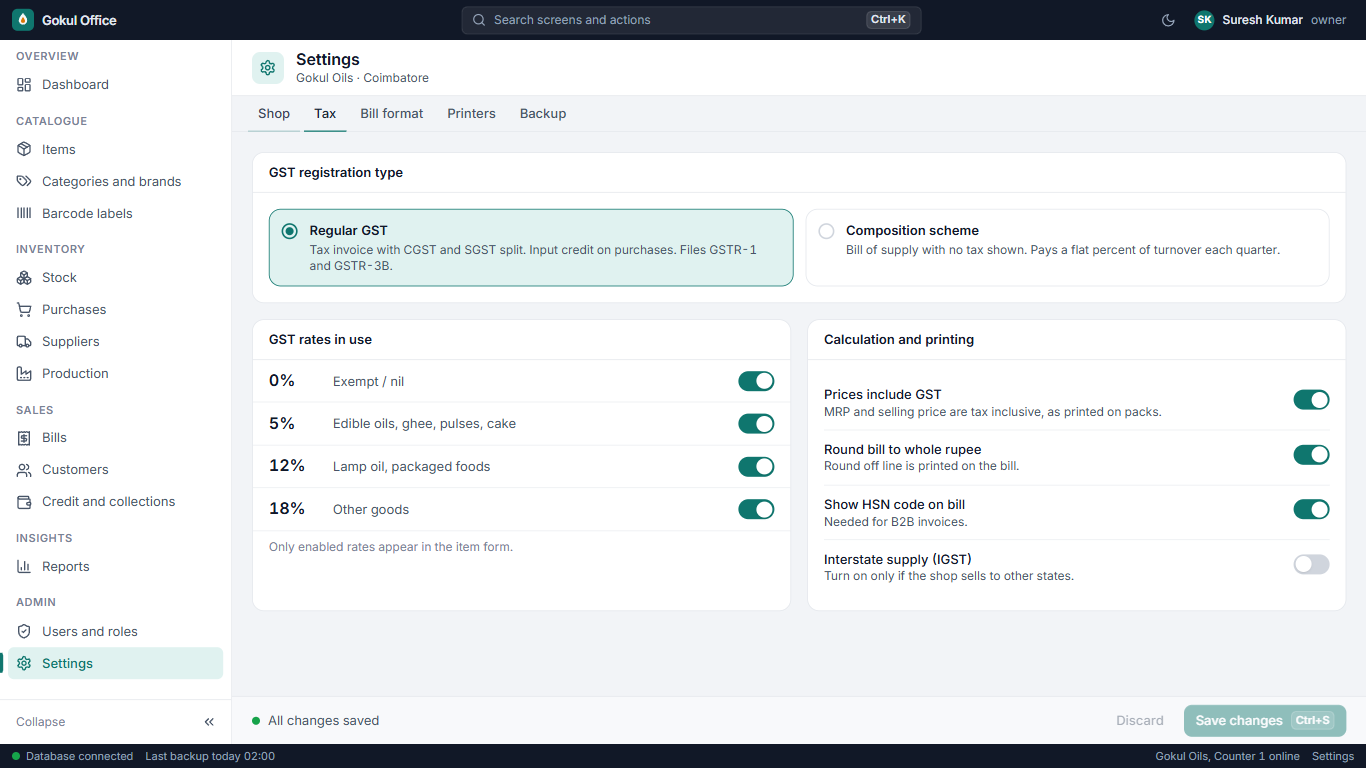 Gokul Office
Search screens and actions
Ctrl+K
SK
Suresh Kumar owner
OVERVIEW
Dashboard
CATALOGUE
Items
Categories and brands
Barcode labels
INVENTORY
Stock
Purchases
Suppliers
Production
SALES
Bills
Customers
Credit and collections
INSIGHTS
Reports
ADMIN
Users and roles
Settings
Collapse
Settings
Gokul Oils · Coimbatore
Shop
Tax
Bill format
Printers
Backup
GST registration type
Regular GST
Tax invoice with CGST and SGST split. Input credit on purchases. Files GSTR-1
and GSTR-3B.
Composition scheme
Bill of supply with no tax shown. Pays a flat percent of turnover each quarter.
GST rates in use
0% Exempt / nil
5% Edible oils, ghee, pulses, cake
12% Lamp oil, packaged foods
18% Other goods
Only enabled rates appear in the item form.
Calculation and printing
Prices include GST
MRP and selling price are tax inclusive, as printed on packs.
Round bill to whole rupee
Round off line is printed on the bill.
Show HSN code on bill
Needed for B2B invoices.
Interstate supply (IGST)
Turn on only if the shop sells to other states.
All changes saved
Discard
Save changes Ctrl+S
Database connected
Last backup today 02:00
Gokul Oils, Counter 1 online
Settings